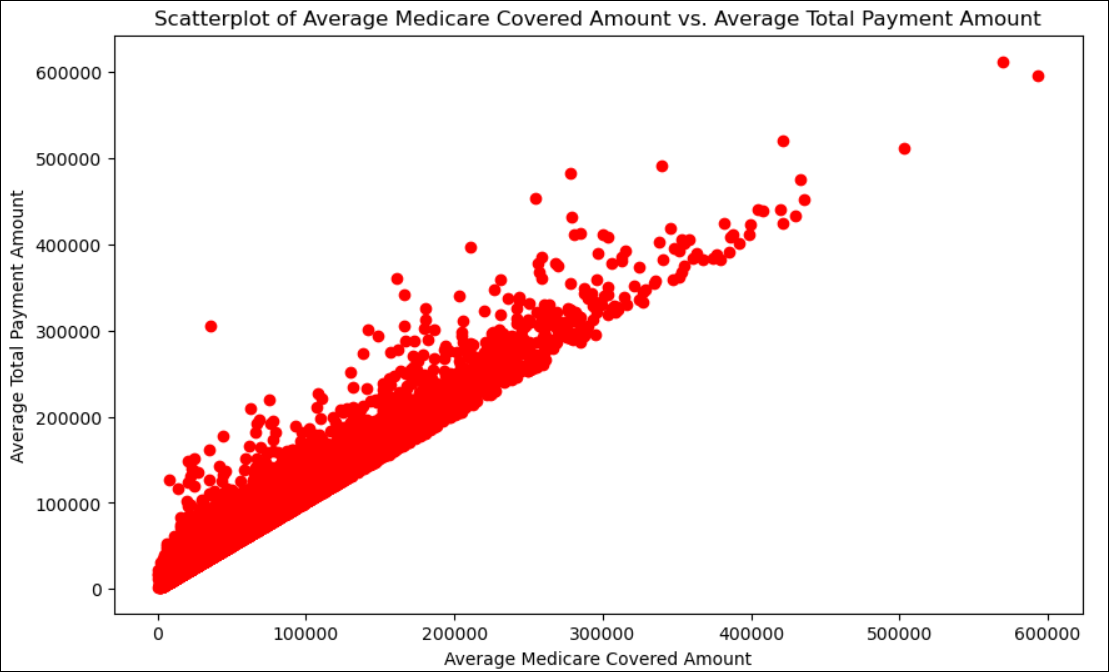 Scatterplot of Average Medicare Covered Amount vs. Average Total Payment Amount
Average Total Payment Amount
600000
500000
400000
300000
200000
100000
0
0 100000 200000 300000 400000 500000 600000
Average Medicare Covered Amount